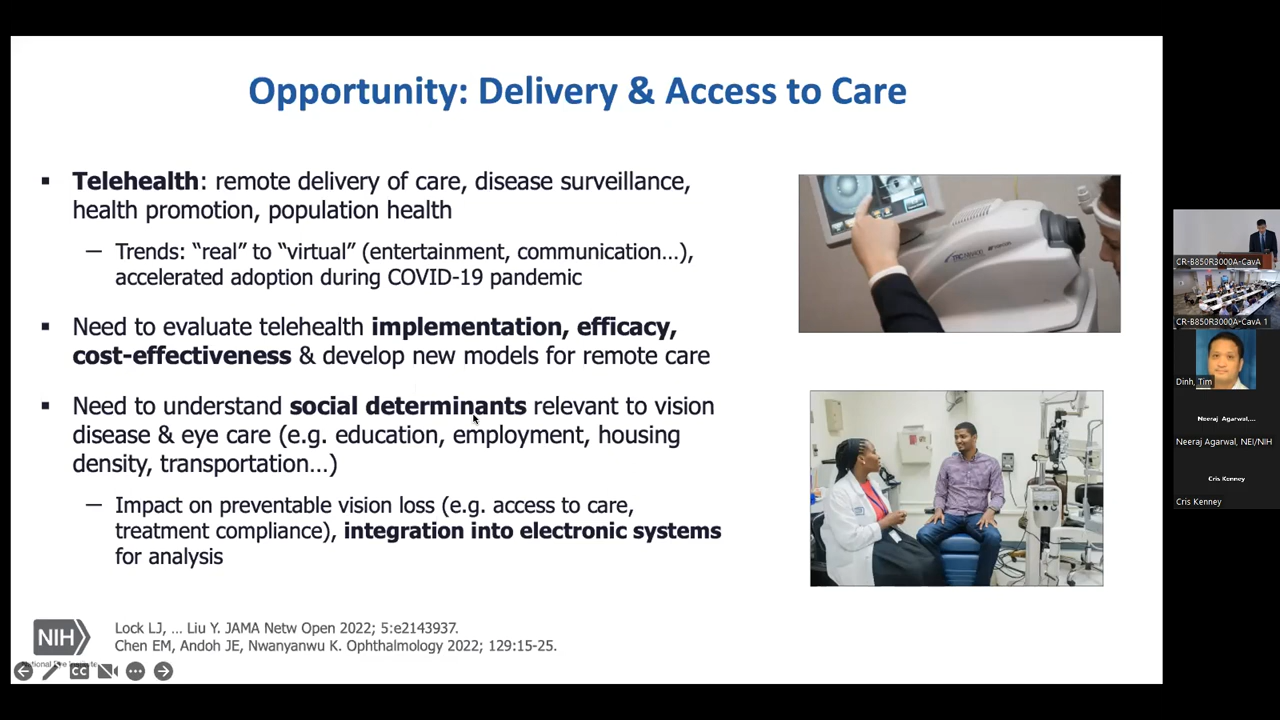 Opportunity: Delivery & Access to Care
▪ Telehealth: remote delivery of care, disease surveillance,
health promotion, population health
— Trends: “real” to “virtual” (entertainment, communication…),
accelerated adoption during COVID-19 pandemic
▪ Need to evaluate telehealth implementation, efficacy,
cost-effectiveness & develop new models for remote care
▪ Need to understand social determinants relevant to vision
disease & eye care (e.g. education, employment, housing
density, transportation…)
— Impact on preventable vision loss (e.g. access to care,
treatment compliance), integration into electronic systems
for analysis
NIH
Lock LJ, … Liu Y. JAMA Netw Open 2022; 5:e2143937.
Chen EM, Andoh JE, Nwanyanwu K. Ophthalmology 2022; 129:15-25.
CC
CR-B850R3000A-CavA
CR-B850R3000A-CavA 1
Dinh, Tim
Neeraj Agarwal,...
Neeraj Agarwal, NEI/NIH
Cris Kenney
Cris Kenney